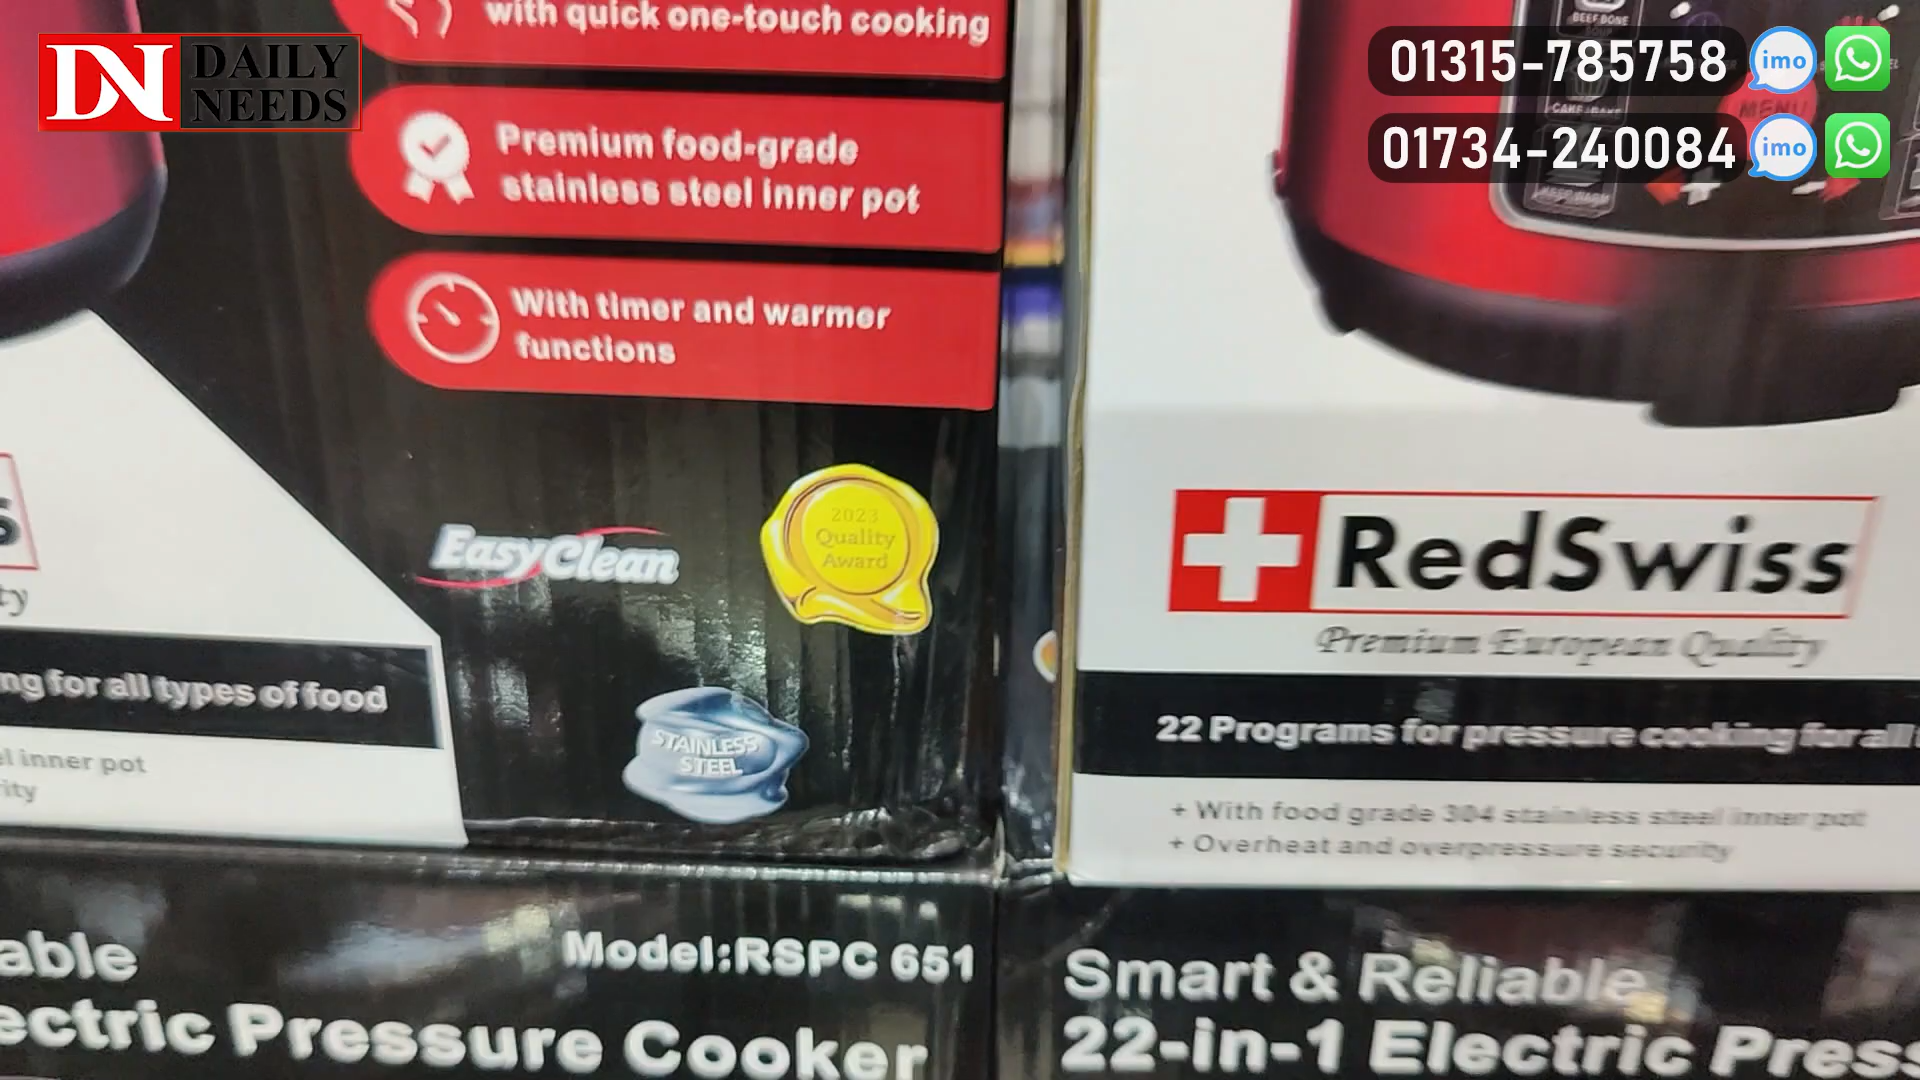 DN DAILY
NEEDS
01315-785758 imo
01734-240084 imo
with quick one-touch cooking
Premium food-grade
stainless steel inner pot
With timer and warmer
functions
EasyClean
2023
Quality
Award
STAINLESS
STEEL
ng for all types of food
el inner pot
Model:RSPC 651
able
ectric Pressure Cooker
BEEF BONE
MENU
RedSwiss
Premium European Quality
22 Programs for pressure cooking for all
+ With food grade 304 stainless steel inner pot
+ Overheat and overpressure security
Smart & Reliable
22-in-1 Electric Press